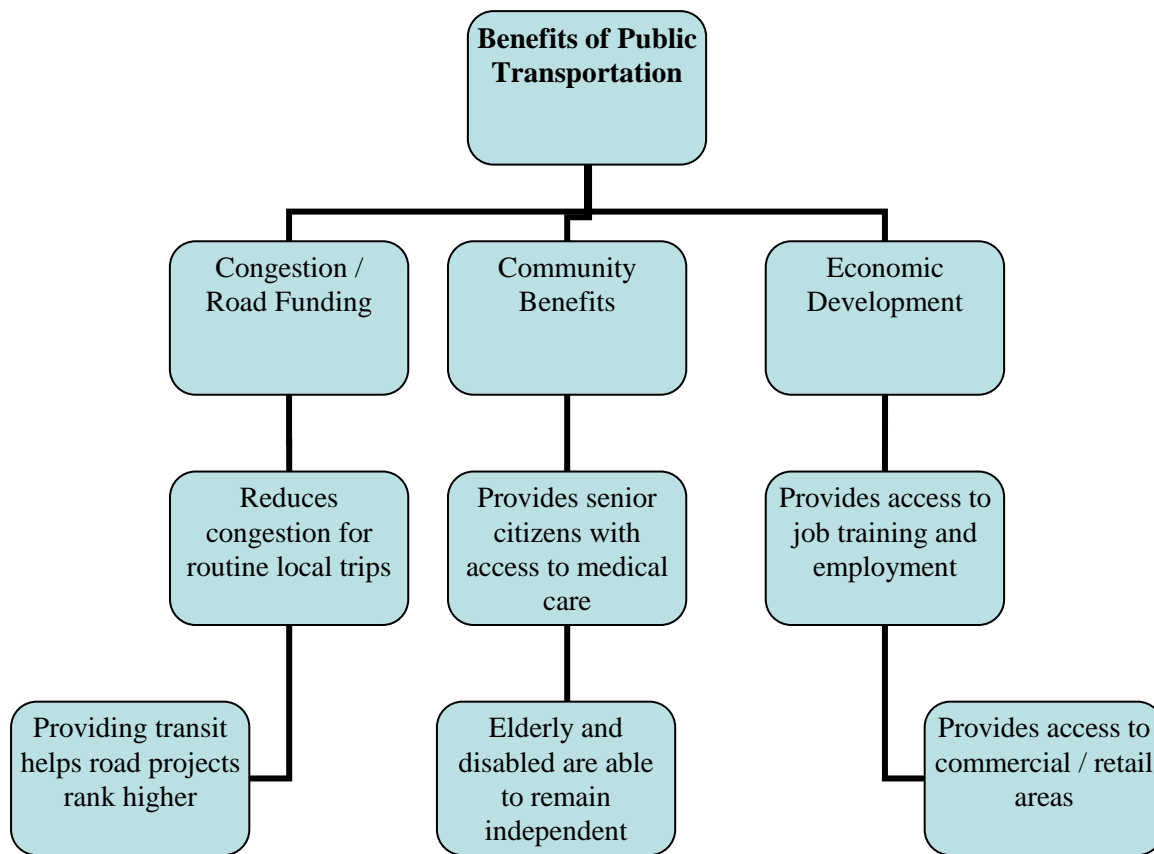 Benefits of Public
Transportation
Congestion /
Road Funding
Community
Benefits
Economic
Development
Reduces
congestion for
routine local trips
Provides senior
citizens with
access to medical
care
Provides access to
job training and
employment
Providing transit
helps road projects
rank higher
Elderly and
disabled are able
to remain
independent
Provides access to
commercial / retail
areas